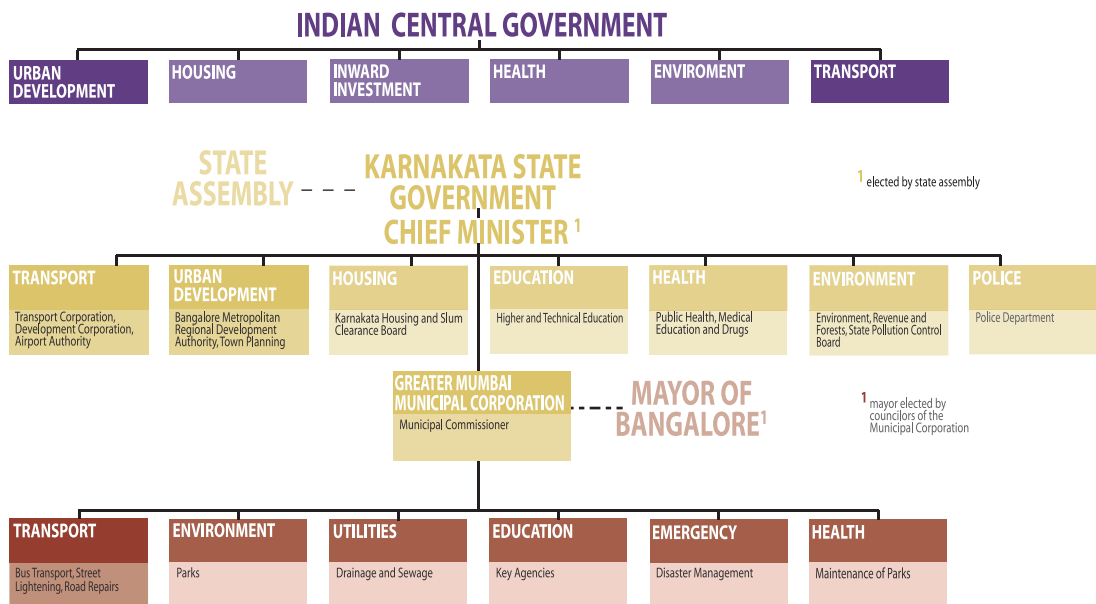 INDIAN CENTRAL GOVERNMENT
URBAN
DEVELOPMENT
HOUSING
INWARD
INVESTMENT
HEALTH
ENVIROMENT
TRANSPORT
STATE
ASSEMBLY
KARNAKATA STATE
GOVERNMENT
CHIEF MINISTER 1
1 elected by state assembly
TRANSPORT
Transport Corporation,
Development Corporation,
Airport Authority
URBAN
DEVELOPMENT
Bangalore Metropolitan
Regional Development
Authority, Town Planning
HOUSING
Karnakata Housing and Slum
Clearance Board
EDUCATION
Higher and Technical Education
HEALTH
Public Health, Medical
Education and Drugs
ENVIRONMENT
Environment, Revenue and
Forests, State Pollution Control
Board
POLICE
Police Department
GREATER MUMBAI
MUNICIPAL CORPORATION
Municipal Commissioner
MAYOR OF
BANGALORE1
1 mayor elected by
councilors of the
Municipal Corporation
TRANSPORT
Bus Transport, Street
Lightening, Road Repairs
ENVIRONMENT
Parks
UTILITIES
Drainage and Sewage
EDUCATION
Key Agencies
EMERGENCY
Disaster Management
HEALTH
Maintenance of Parks